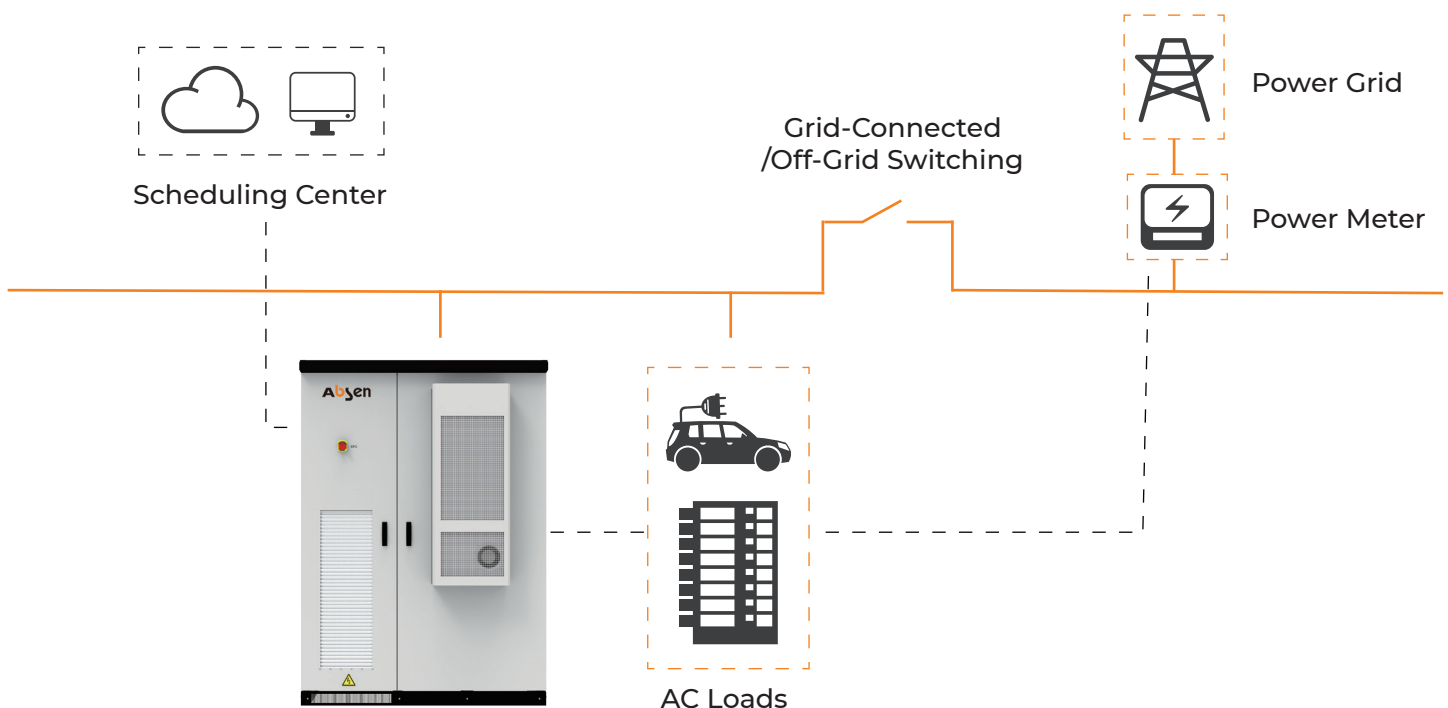 Power Grid
Grid-Connected
/Off-Grid Switching
Scheduling Center
Power Meter
Absen
AC Loads